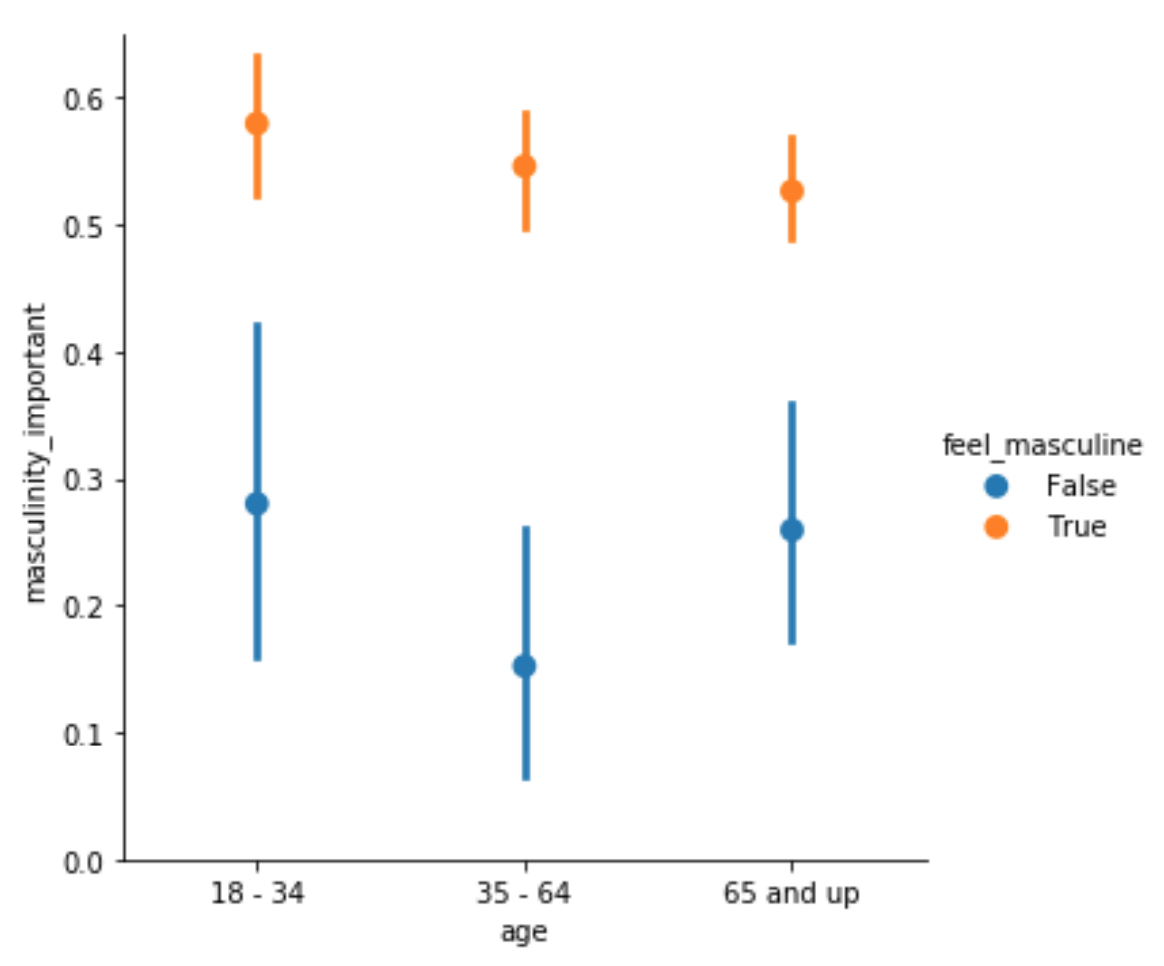 masculinity_important
0.6
0.5
0.4
0.3
0.2
0.1
0.0
18 - 34
35 - 64
65 and up
age
feel_masculine
False
True